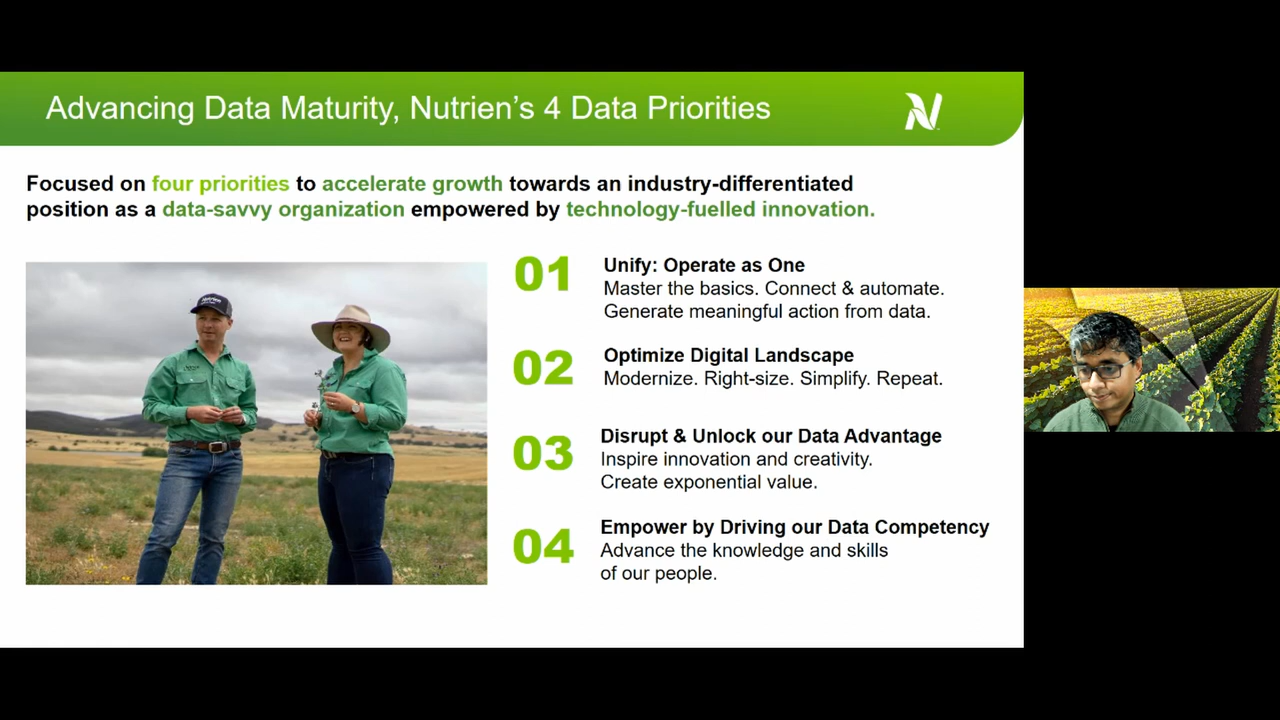 Advancing Data Maturity, Nutrien's 4 Data Priorities
Focused on four priorities to accelerate growth towards an industry-differentiated
position as a data-savvy organization empowered by technology-fuelled innovation.
01
Unify: Operate as One
Master the basics. Connect & automate.
Generate meaningful action from data.
02
Optimize Digital Landscape
Modernize. Right-size. Simplify. Repeat.
03
Disrupt & Unlock our Data Advantage
Inspire innovation and creativity.
Create exponential value.
04
Empower by Driving our Data Competency
Advance the knowledge and skills
of our people.
Nutrien